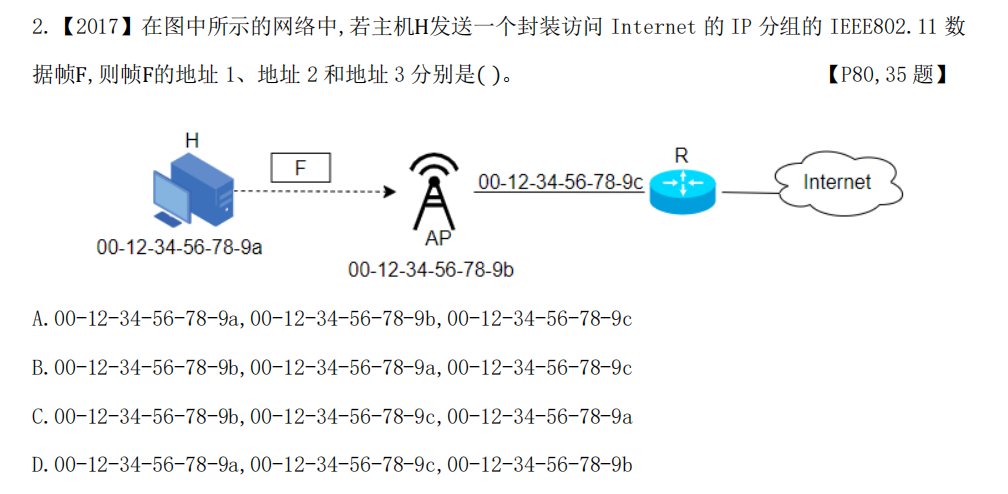 2.【2017】在图中所示的网络中,若主机H发送一个封装访问 Internet 的 IP 分组的 IEEE802.11 数
据帧F,则帧F的地址 1、地址 2 和地址 3 分别是( )。 【P80,35 题】
H
F
R
00-12-34-56-78-9c
Internet
AP
00-12-34-56-78-9a
00-12-34-56-78-9b
A.00-12-34-56-78-9a,00-12-34-56-78-9b,00-12-34-56-78-9c
B.00-12-34-56-78-9b,00-12-34-56-78-9a,00-12-34-56-78-9c
C.00-12-34-56-78-9b,00-12-34-56-78-9c,00-12-34-56-78-9a
D.00-12-34-56-78-9a,00-12-34-56-78-9c,00-12-34-56-78-9b